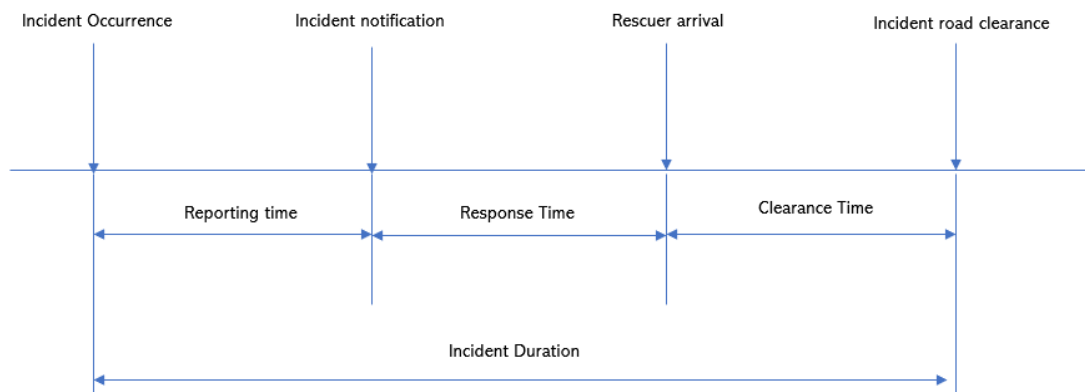 Incident Occurrence
Incident notification
Rescuer arrival
Incident road clearance
Reporting time
Response Time
Clearance Time
Incident Duration